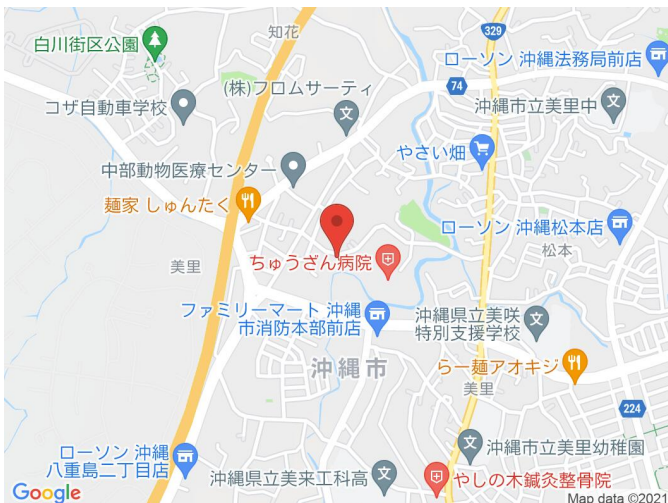 329
知花
白川街区公園
ローソン 沖縄法務局前店
74
(株)フロムサーティ
コザ自動車学校
沖縄市立美里中
やさい畑
中部動物医療センター
麺家 しゅんたく
ローソン 沖縄松本店
松本
美里
ちゅうざん病院
ファミリーマート 沖縄
市消防本部前店
沖縄県立美咲
特別支援学校
沖縄市
らー麺アオキジ
美里
224
ローソン 沖縄
八重島二丁目店
沖縄市立美里幼稚園
沖縄県立美来工科高
やしの木鍼灸整骨院
Google
Map data ©202